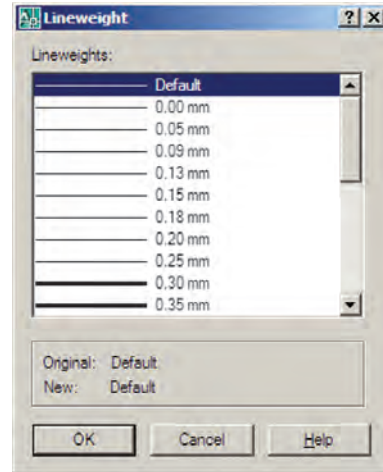 Lineweight
Lineweights:
Default
0.00 mm
0.05 mm
0.09 mm
0.13 mm
0.15 mm
0.18 mm
0.20 mm
0.25 mm
0.30 mm
0.35 mm
Original: Default
New: Default
OK Cancel Help